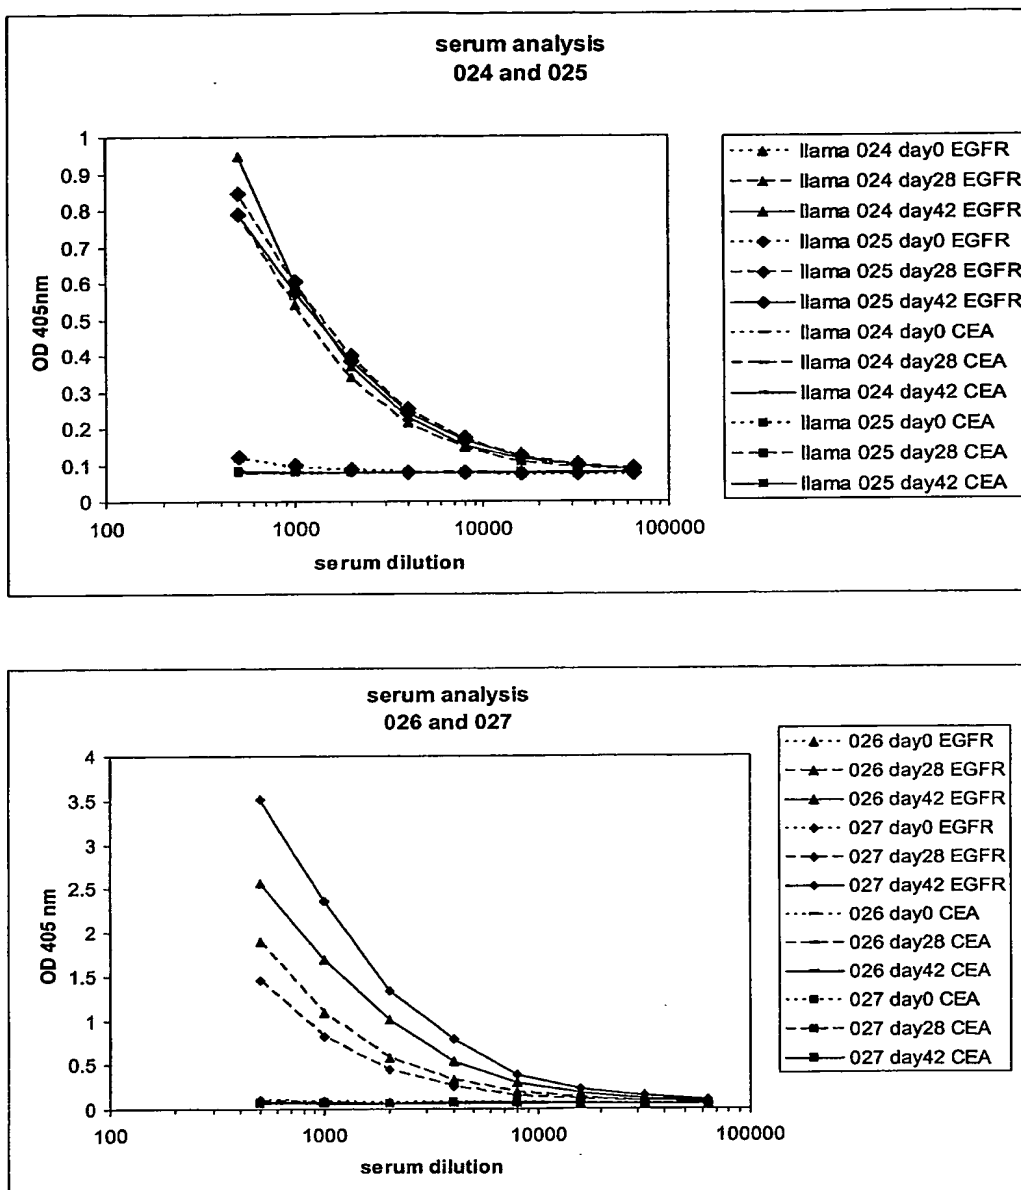 serum analysis
024 and 025
1
0.9
0.8
0.7
0.6
0.5
0.4
0.3
0.2
0.1
0
OD 405nm
100
1000
10000
100000
serum dilution
llama 024 day0 EGFR
llama 024 day28 EGFR
llama 024 day42 EGFR
llama 025 day0 EGFR
llama 025 day28 EGFR
llama 025 day42 EGFR
llama 024 day0 CEA
llama 024 day28 CEA
llama 024 day42 CEA
llama 025 day0 CEA
llama 025 day28 CEA
llama 025 day42 CEA
serum analysis
026 and 027
4
3.5
3
2.5
2
1.5
1
0.5
0
OD 405 nm
100
1000
10000
100000
serum dilution
026 day0 EGFR
026 day28 EGFR
026 day42 EGFR
027 day0 EGFR
027 day28 EGFR
027 day42 EGFR
026 day0 CEA
026 day28 CEA
026 day42 CEA
027 day0 CEA
027 day28 CEA
027 day42 CEA